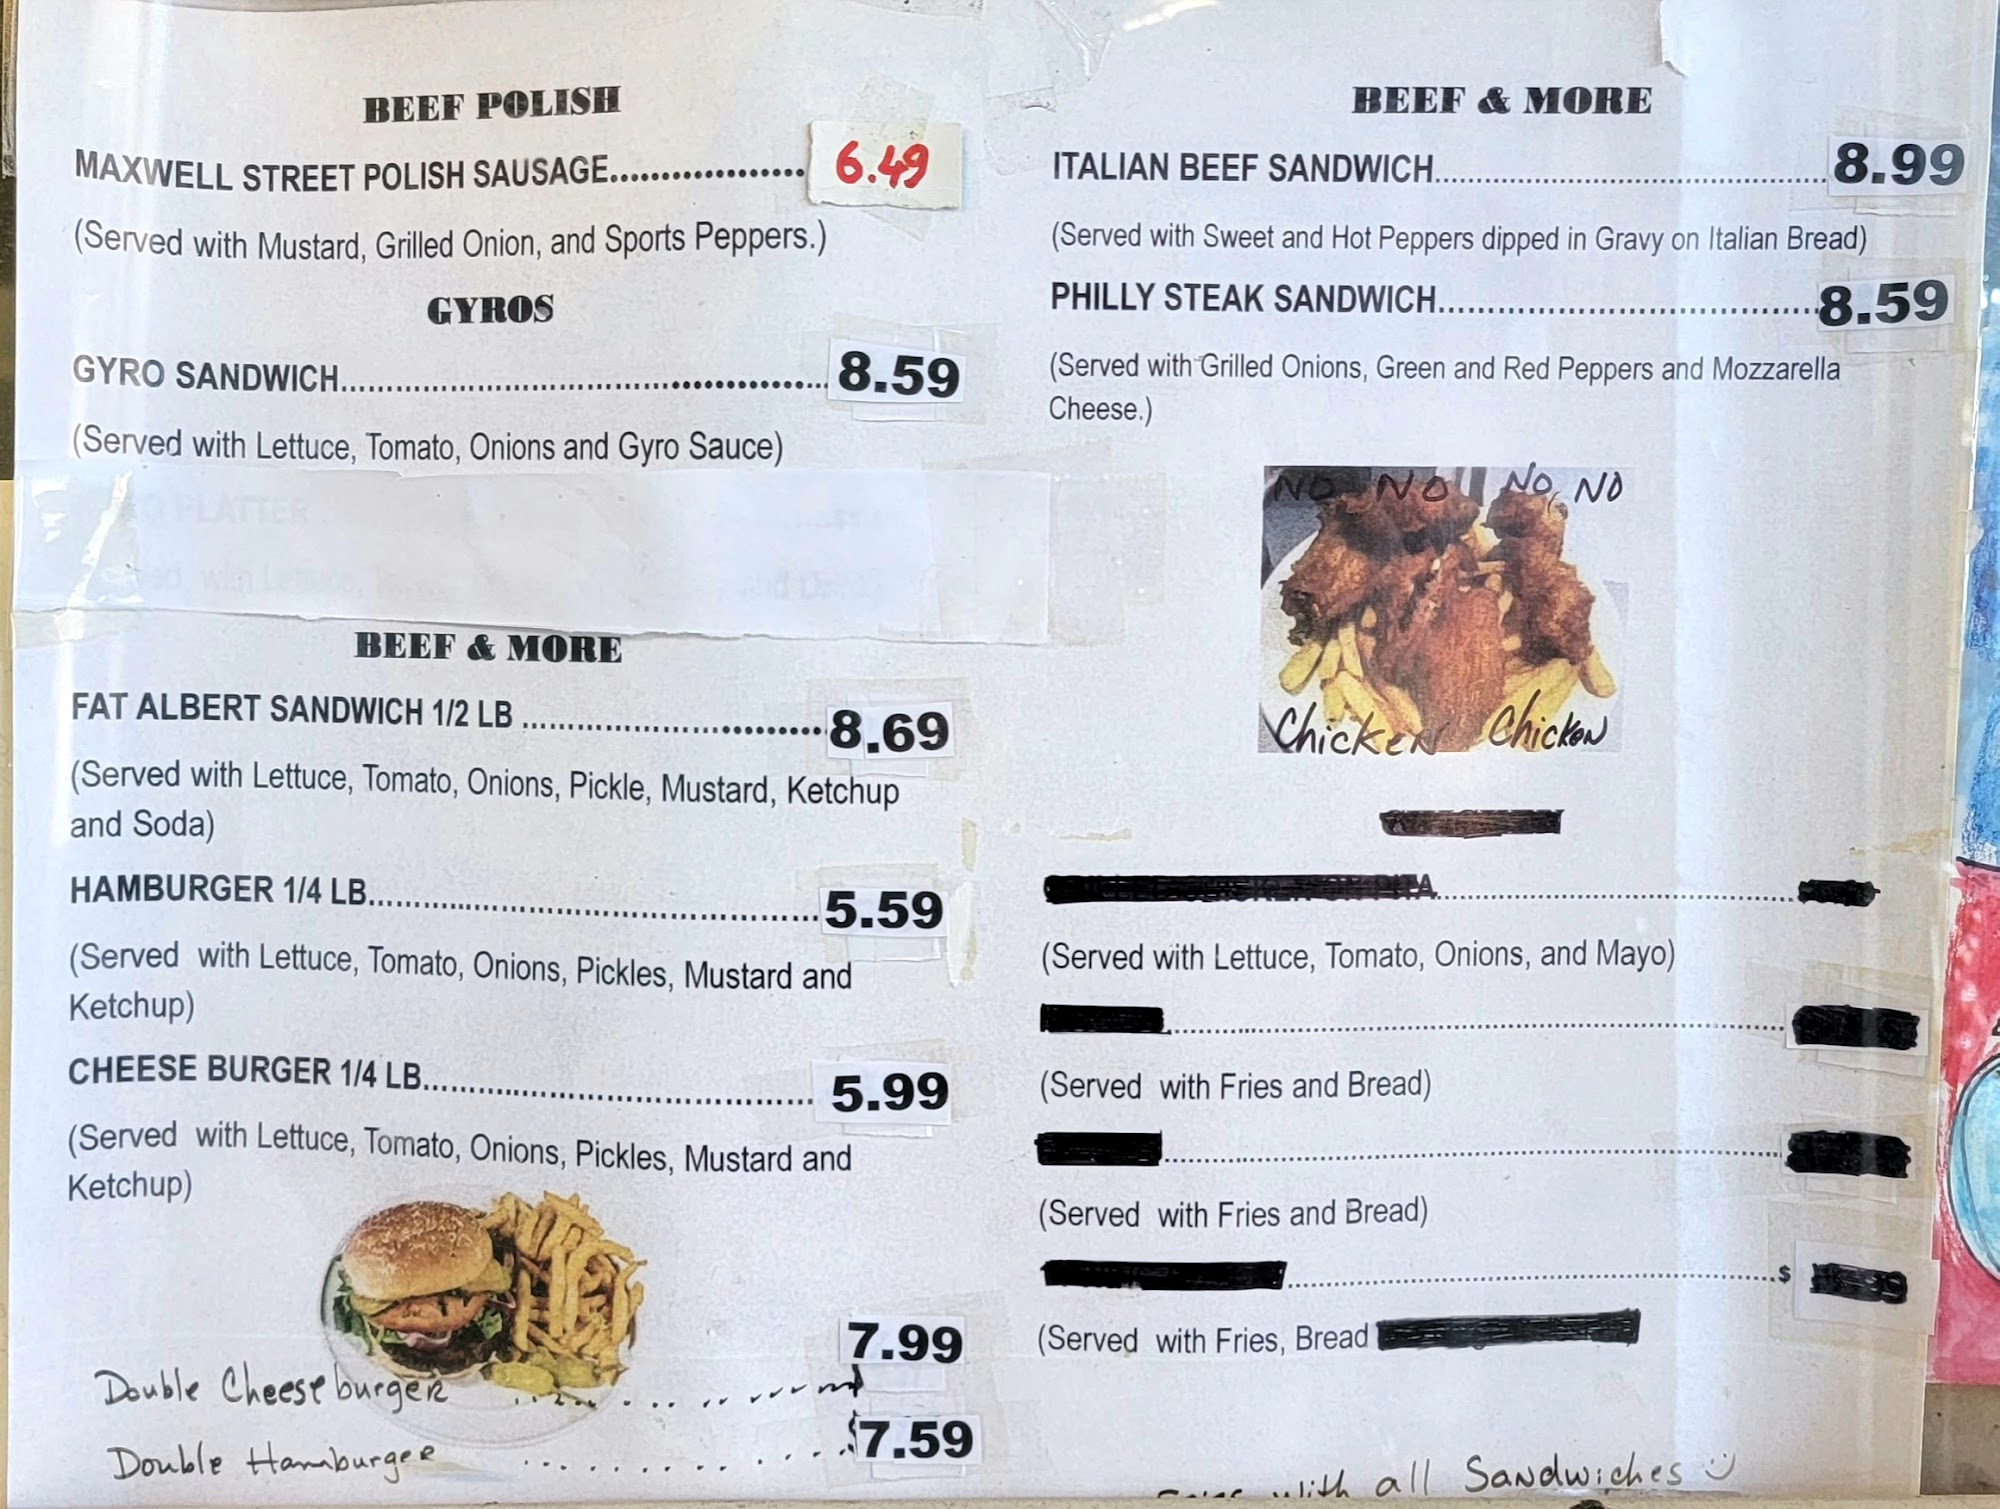 BEEF POLISH
MAXWELL STREET POLISH SAUSAGE.................. 6.49
(Served with Mustard, Grilled Onion, and Sports Peppers.)
GYROS
GYRO SANDWICH.................................................... 8.59
(Served with Lettuce, Tomato, Onions and Gyro Sauce)
PLATTER
BEEF & MORE
FAT ALBERT SANDWICH 1/2 LB ............................... 8.69
(Served with Lettuce, Tomato, Onions, Pickle, Mustard, Ketchup
and Soda)
HAMBURGER 1/4 LB.................................................. 5.59
(Served with Lettuce, Tomato, Onions, Pickles, Mustard and
Ketchup)
CHEESE BURGER 1/4 LB............................................ 5.99
(Served with Lettuce, Tomato, Onions, Pickles, Mustard and
Ketchup)
Double Cheeseburger ............ 7.99
Double Hamburger ............ $7.59
BEEF & MORE
ITALIAN BEEF SANDWICH.................................................. 8.99
(Served with Sweet and Hot Peppers dipped in Gravy on Italian Bread)
PHILLY STEAK SANDWICH.................................................. 8.59
(Served with Grilled Onions, Green and Red Peppers and Mozzarella
Cheese.)
NO NO NO NO
Chicken Chicken
(Served with Lettuce, Tomato, Onions, and Mayo)
(Served with Fries and Bread)
(Served with Fries and Bread)
$
(Served with Fries, Bread
with all Sandwiches